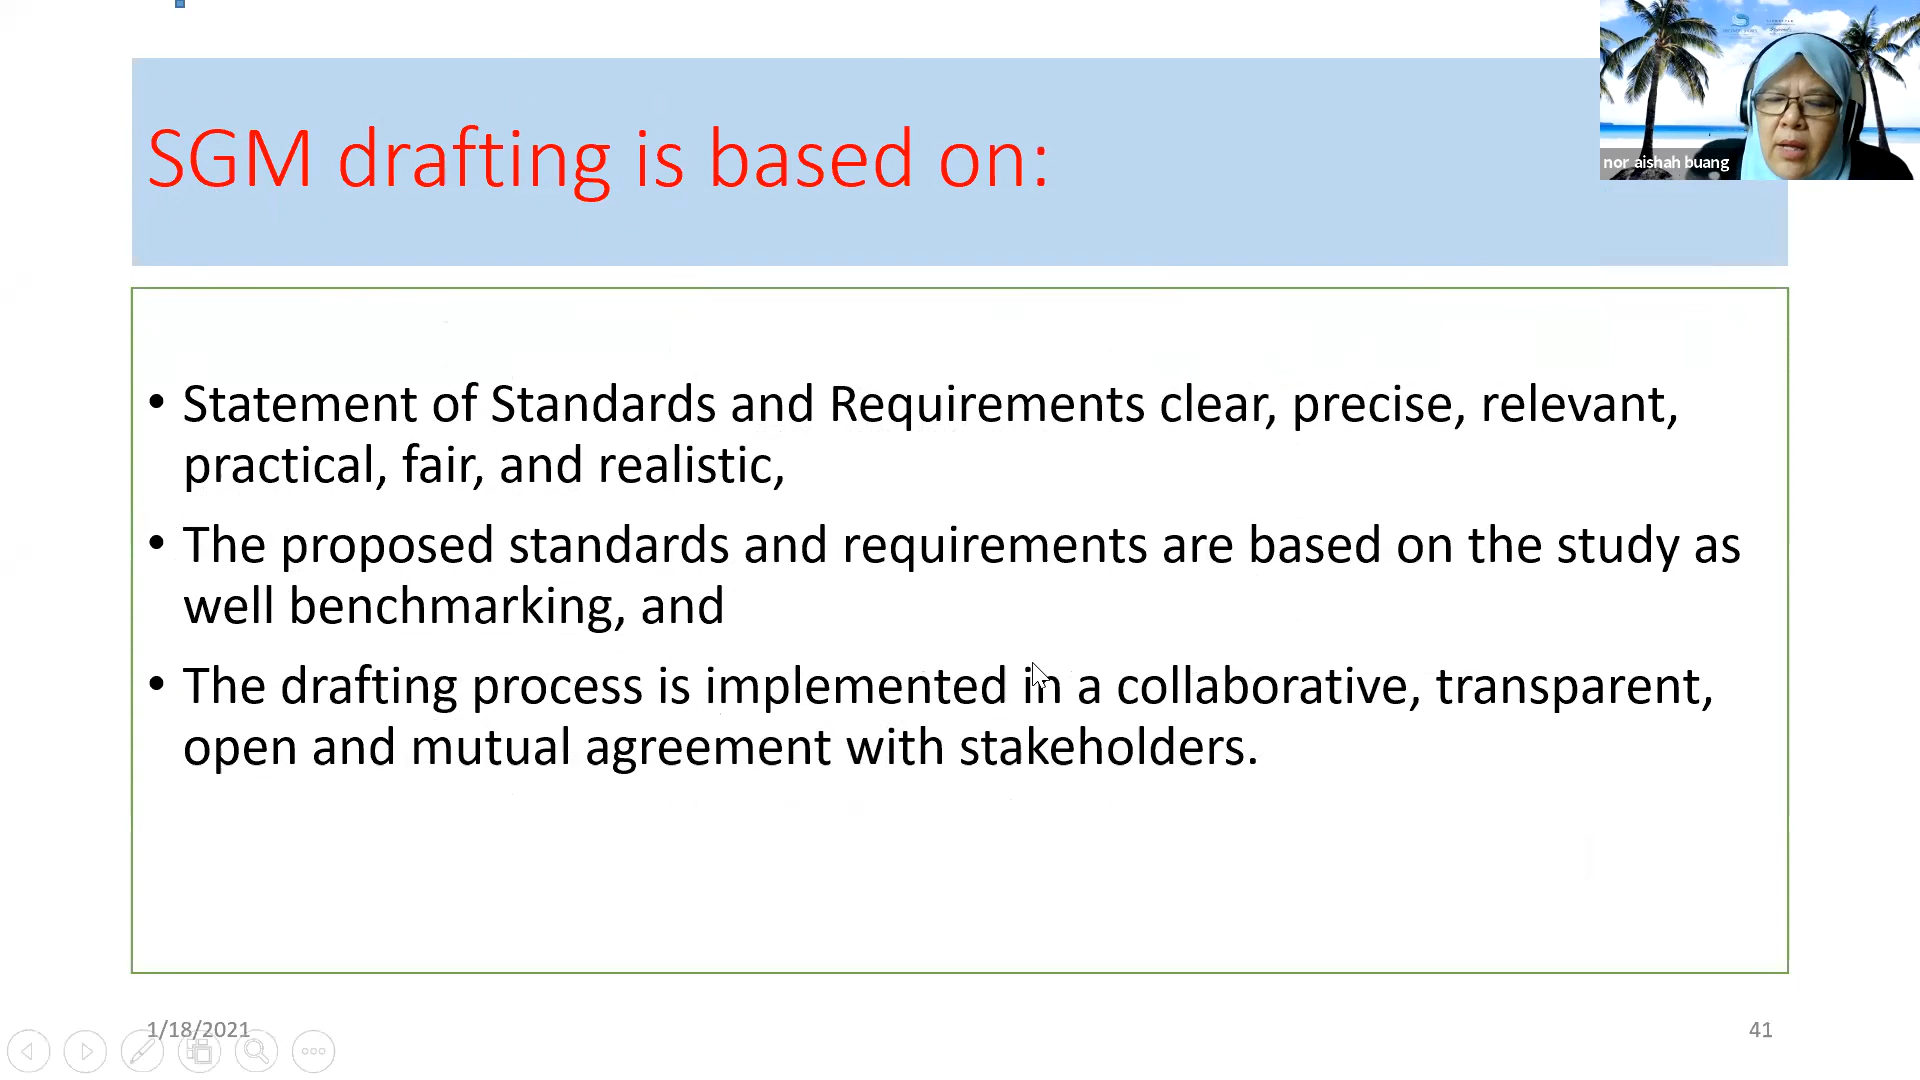 SGM drafting is based on:
nor aishah buang
• Statement of Standards and Requirements clear, precise, relevant,
practical, fair, and realistic,
• The proposed standards and requirements are based on the study as
well benchmarking, and
• The drafting process is implemented in a collaborative, transparent,
open and mutual agreement with stakeholders.
1/18/2021
41